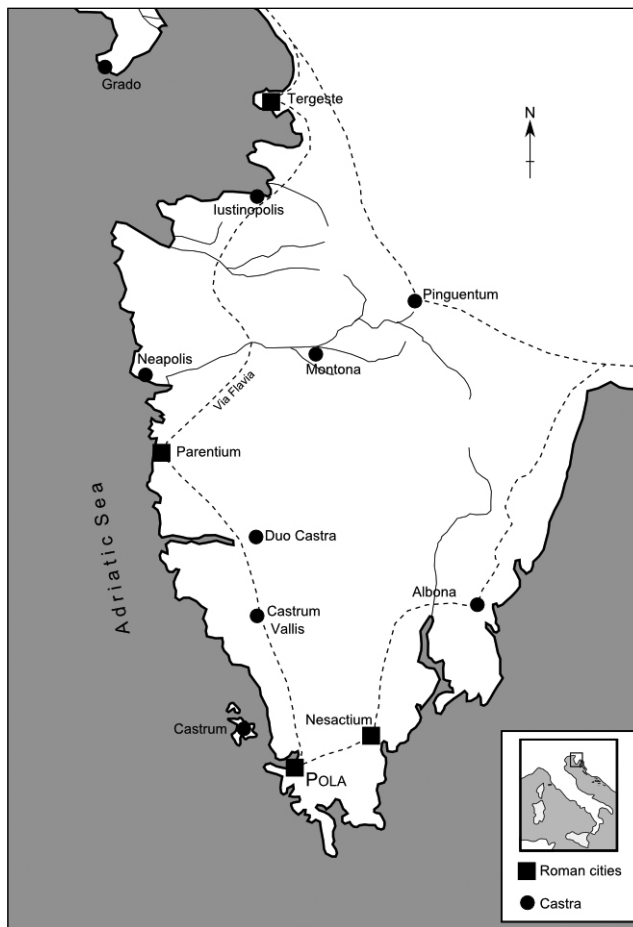 Grado
Tergeste
N
Iustinopolis
Pinguentum
Neapolis
Montona
Via Flavia
Parentium
Adriatic Sea
Duo Castra
Albona
Castrum
Vallis
Castrum
Nesactium
POLA
Roman cities
Castra